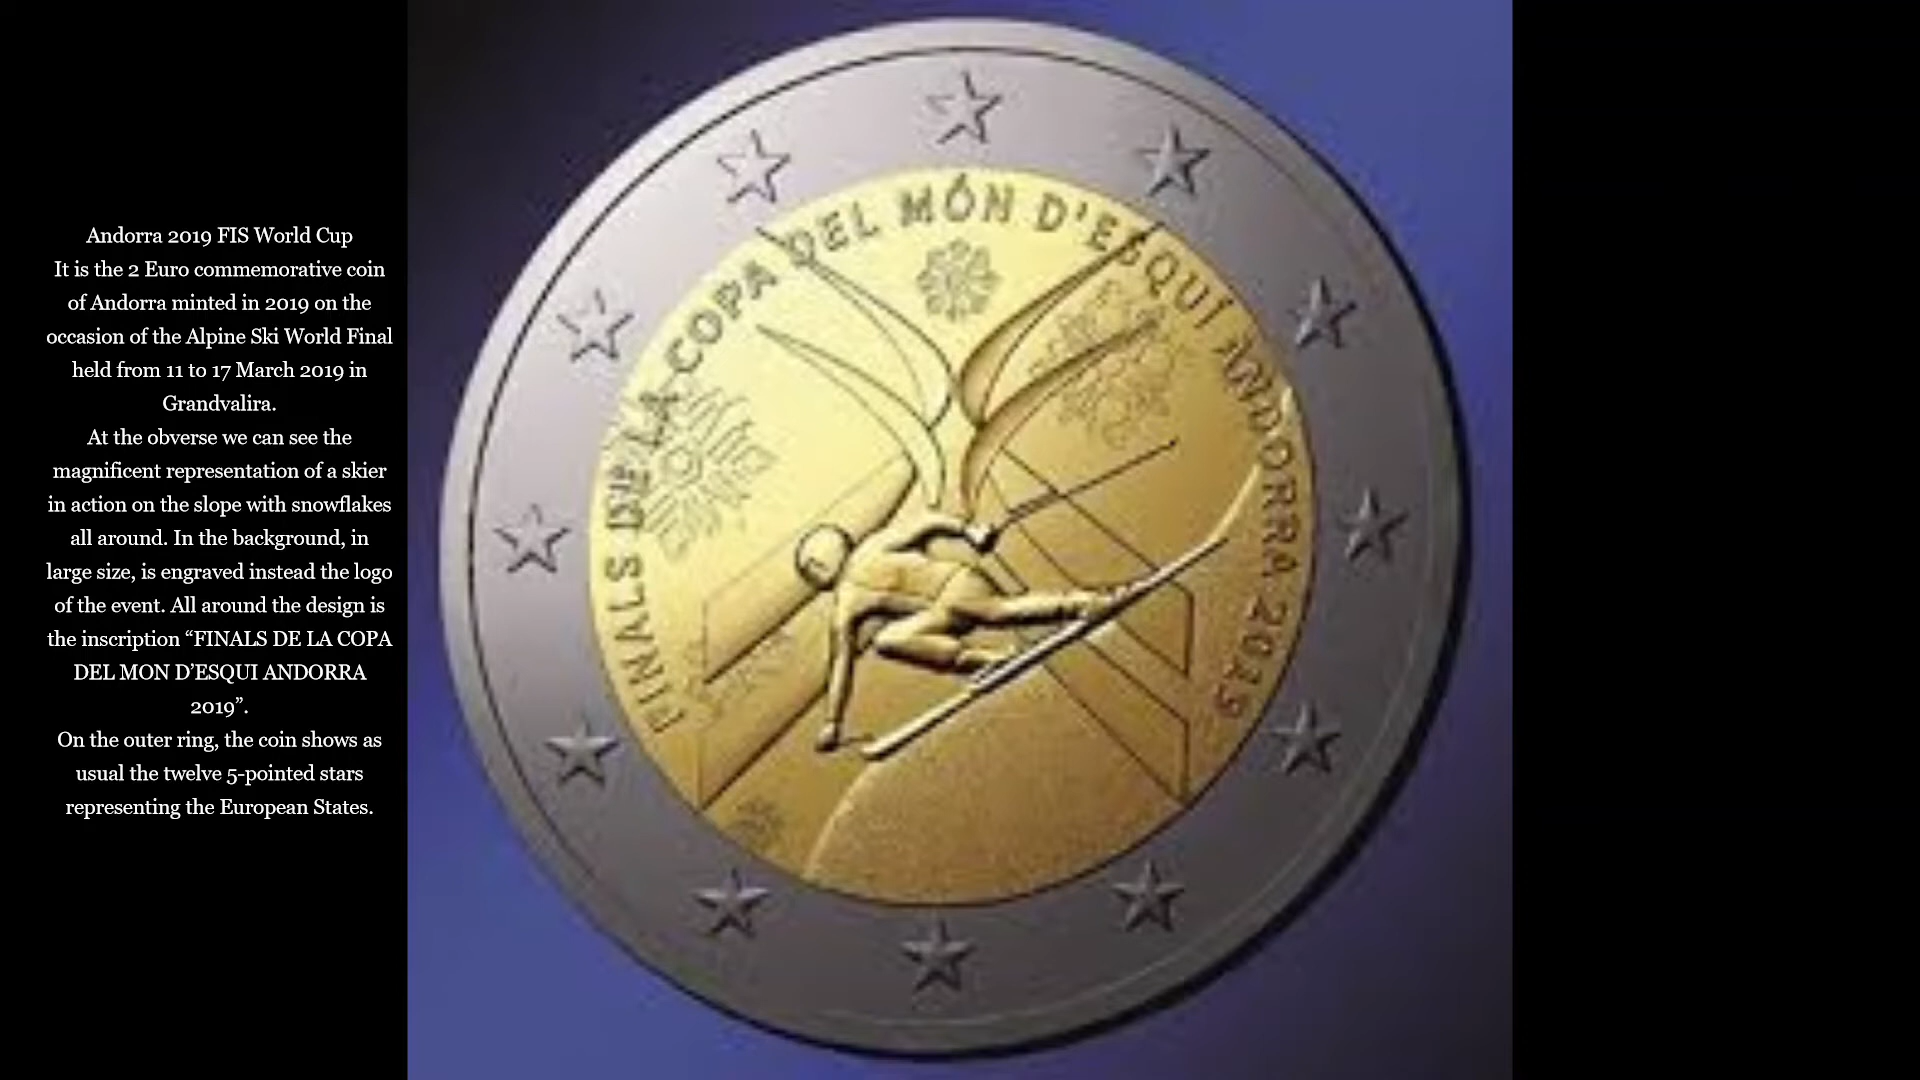 Andorra 2019 FIS World Cup
It is the 2 Euro commemorative coin
of Andorra minted in 2019 on the
occasion of the Alpine Ski World Final
held from 11 to 17 March 2019 in
Grandvalira.
At the obverse we can see the
magnificent representation of a skier
in action on the slope with snowflakes
all around. In the background, in
large size, is engraved instead the logo
of the event. All around the design is
the inscription “FINALS DE LA COPA
DEL MON D’ESQUI ANDORRA
2019”.
On the outer ring, the coin shows as
usual the twelve 5-pointed stars
representing the European States.
FINALS DE LA COPA DEL MÓN D'ESQUÍ ANDORRA 2019